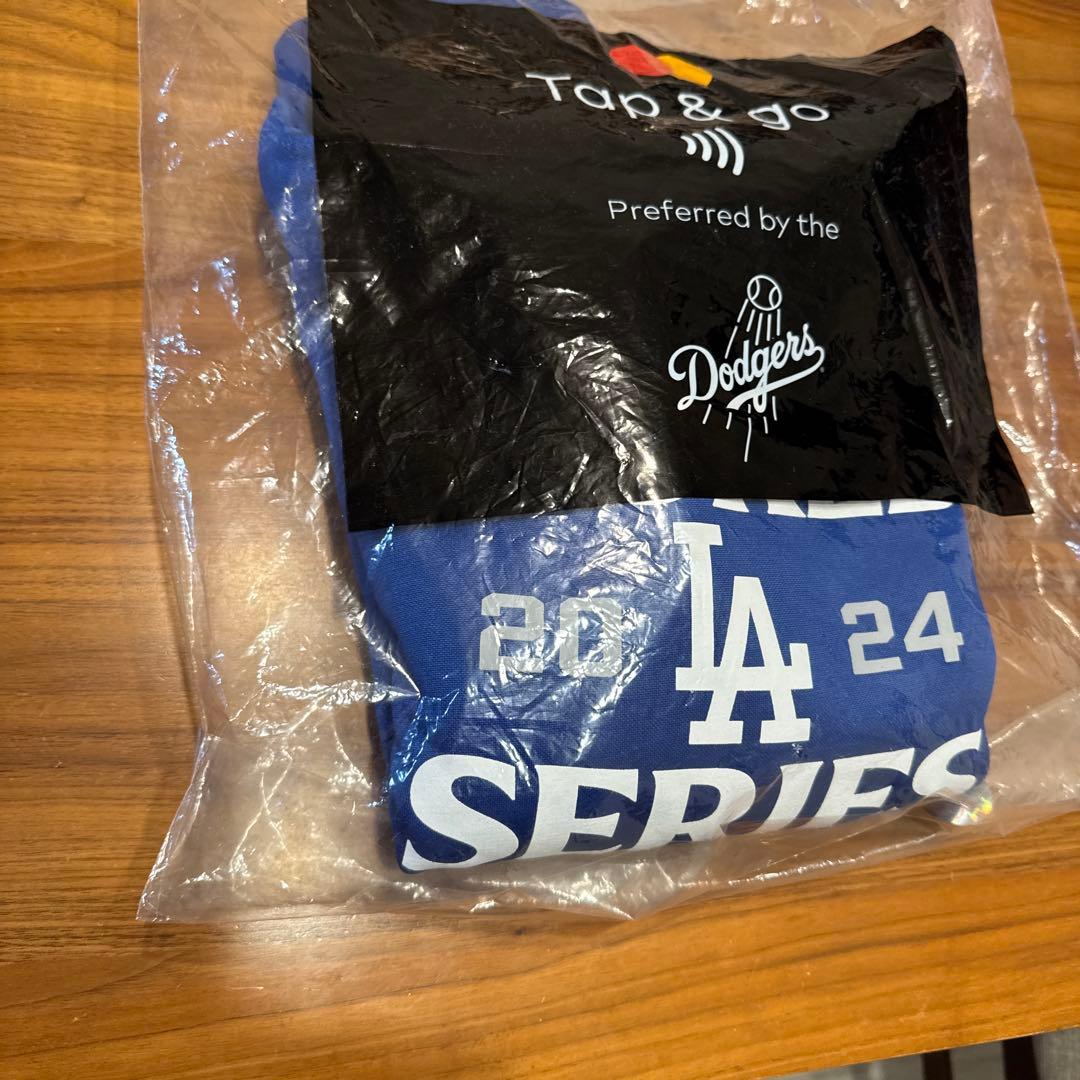 Tap & go
Preferred by the
Dodgers
20 LA 24
SERIES